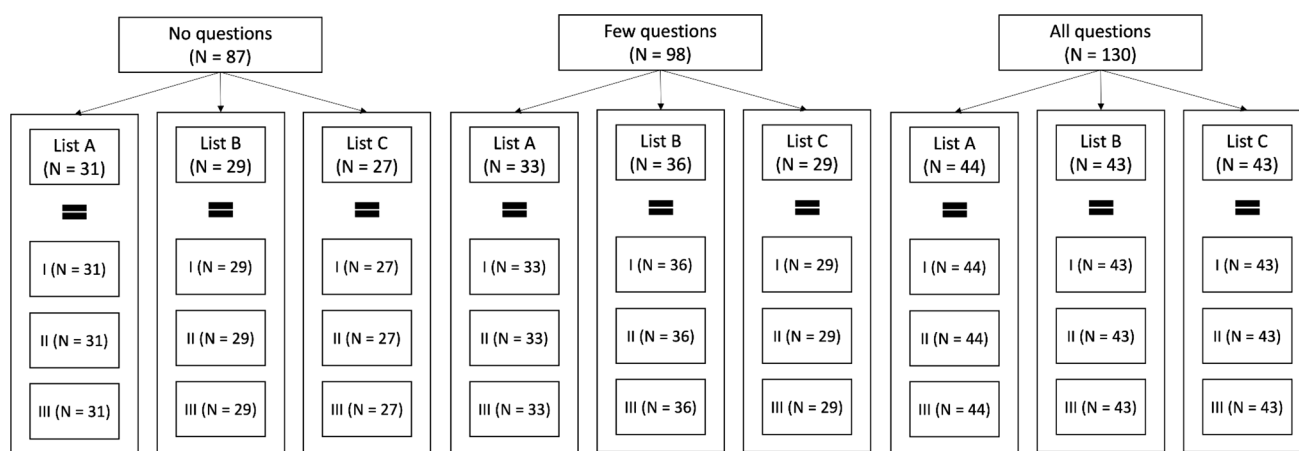 No questions
(N = 87)
Few questions
(N = 98)
All questions
(N = 130)
List A
(N = 31)
List B
(N = 29)
List C
(N = 27)
List A
(N = 33)
List B
(N = 36)
List C
(N = 29)
List A
(N = 44)
List B
(N = 43)
List C
(N = 43)
I (N = 31)
I (N = 29)
I (N = 27)
I (N = 33)
I (N = 36)
I (N = 29)
I (N = 44)
I (N = 43)
I (N = 43)
II (N = 31)
II (N = 29)
II (N = 27)
II (N = 33)
II (N = 36)
II (N = 29)
II (N = 44)
II (N = 43)
II (N = 43)
III (N = 31)
III (N = 29)
III (N = 27)
III (N = 33)
III (N = 36)
III (N = 29)
III (N = 44)
III (N = 43)
III (N = 43)